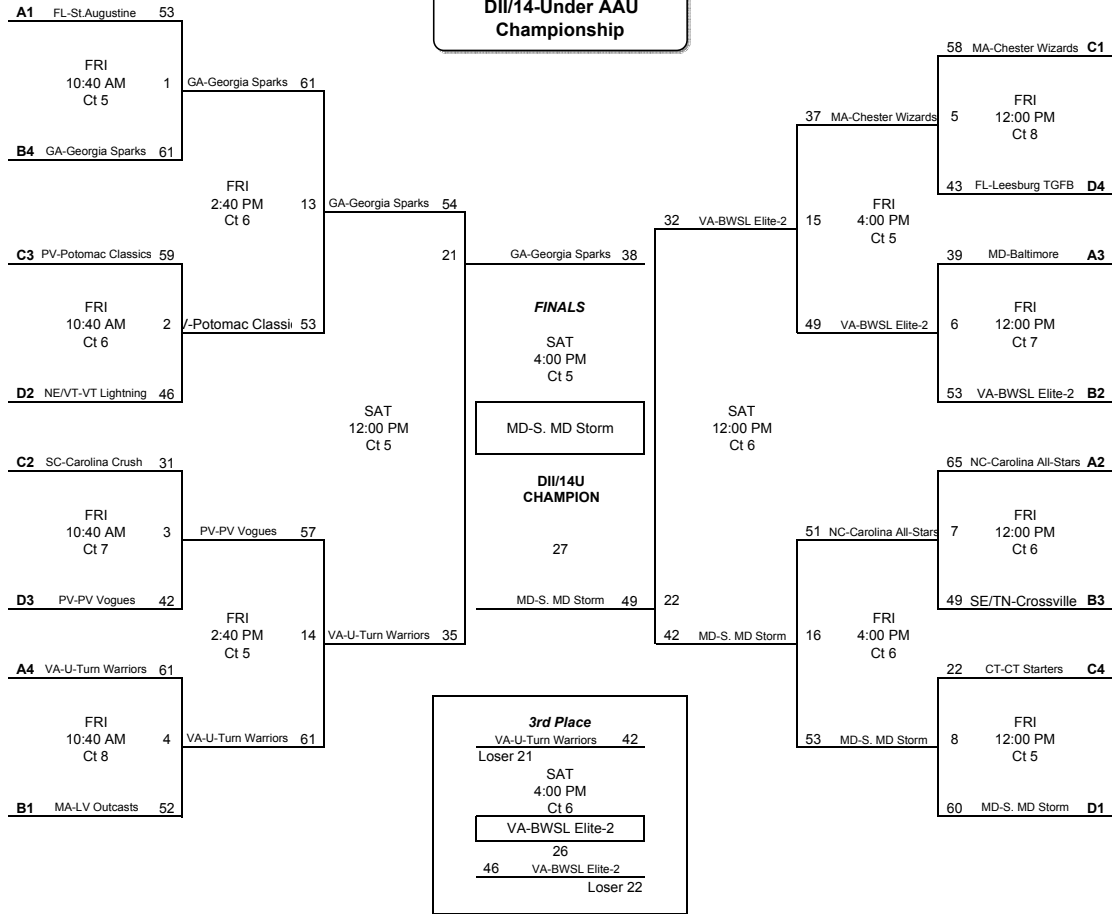 DII/14-Under AAU
Championship
A1 FL-St.Augustine 53
FRI
10:40 AM
Ct 5
1
GA-Georgia Sparks 61
B4 GA-Georgia Sparks 61
FRI
2:40 PM
Ct 6
13
GA-Georgia Sparks 54
C3 PV-Potomac Classics 59
FRI
10:40 AM
Ct 6
2
/-Potomac Classi 53
D2 NE/VT-VT Lightning 46
SAT
12:00 PM
Ct 5
21
C2 SC-Carolina Crush 31
FRI
10:40 AM
Ct 7
3
PV-PV Vogues 57
D3 PV-PV Vogues 42
FRI
2:40 PM
Ct 5
14
VA-U-Turn Warriors 35
A4 VA-U-Turn Warriors 61
FRI
10:40 AM
Ct 8
4
VA-U-Turn Warriors 61
B1 MA-LV Outcasts 52
GA-Georgia Sparks 38
FINALS
SAT
4:00 PM
Ct 5
MD-S. MD Storm
DII/14U
CHAMPION
27
MD-S. MD Storm 49
3rd Place
VA-U-Turn Warriors 42
Loser 21
SAT
4:00 PM
Ct 6
VA-BWSL Elite-2
26
46 VA-BWSL Elite-2
Loser 22
58 MA-Chester Wizards C1
37 MA-Chester Wizards
5
FRI
12:00 PM
Ct 8
43 FL-Leesburg TGFB D4
32 VA-BWSL Elite-2
15
FRI
4:00 PM
Ct 5
39 MD-Baltimore A3
49 VA-BWSL Elite-2
6
FRI
12:00 PM
Ct 7
53 VA-BWSL Elite-2 B2
SAT
12:00 PM
Ct 6
22
65 NC-Carolina All-Stars A2
51 NC-Carolina All-Stars
7
FRI
12:00 PM
Ct 6
49 SE/TN-Crossville B3
42 MD-S. MD Storm
16
FRI
4:00 PM
Ct 6
22 CT-CT Starters C4
53 MD-S. MD Storm
8
FRI
12:00 PM
Ct 5
60 MD-S. MD Storm D1